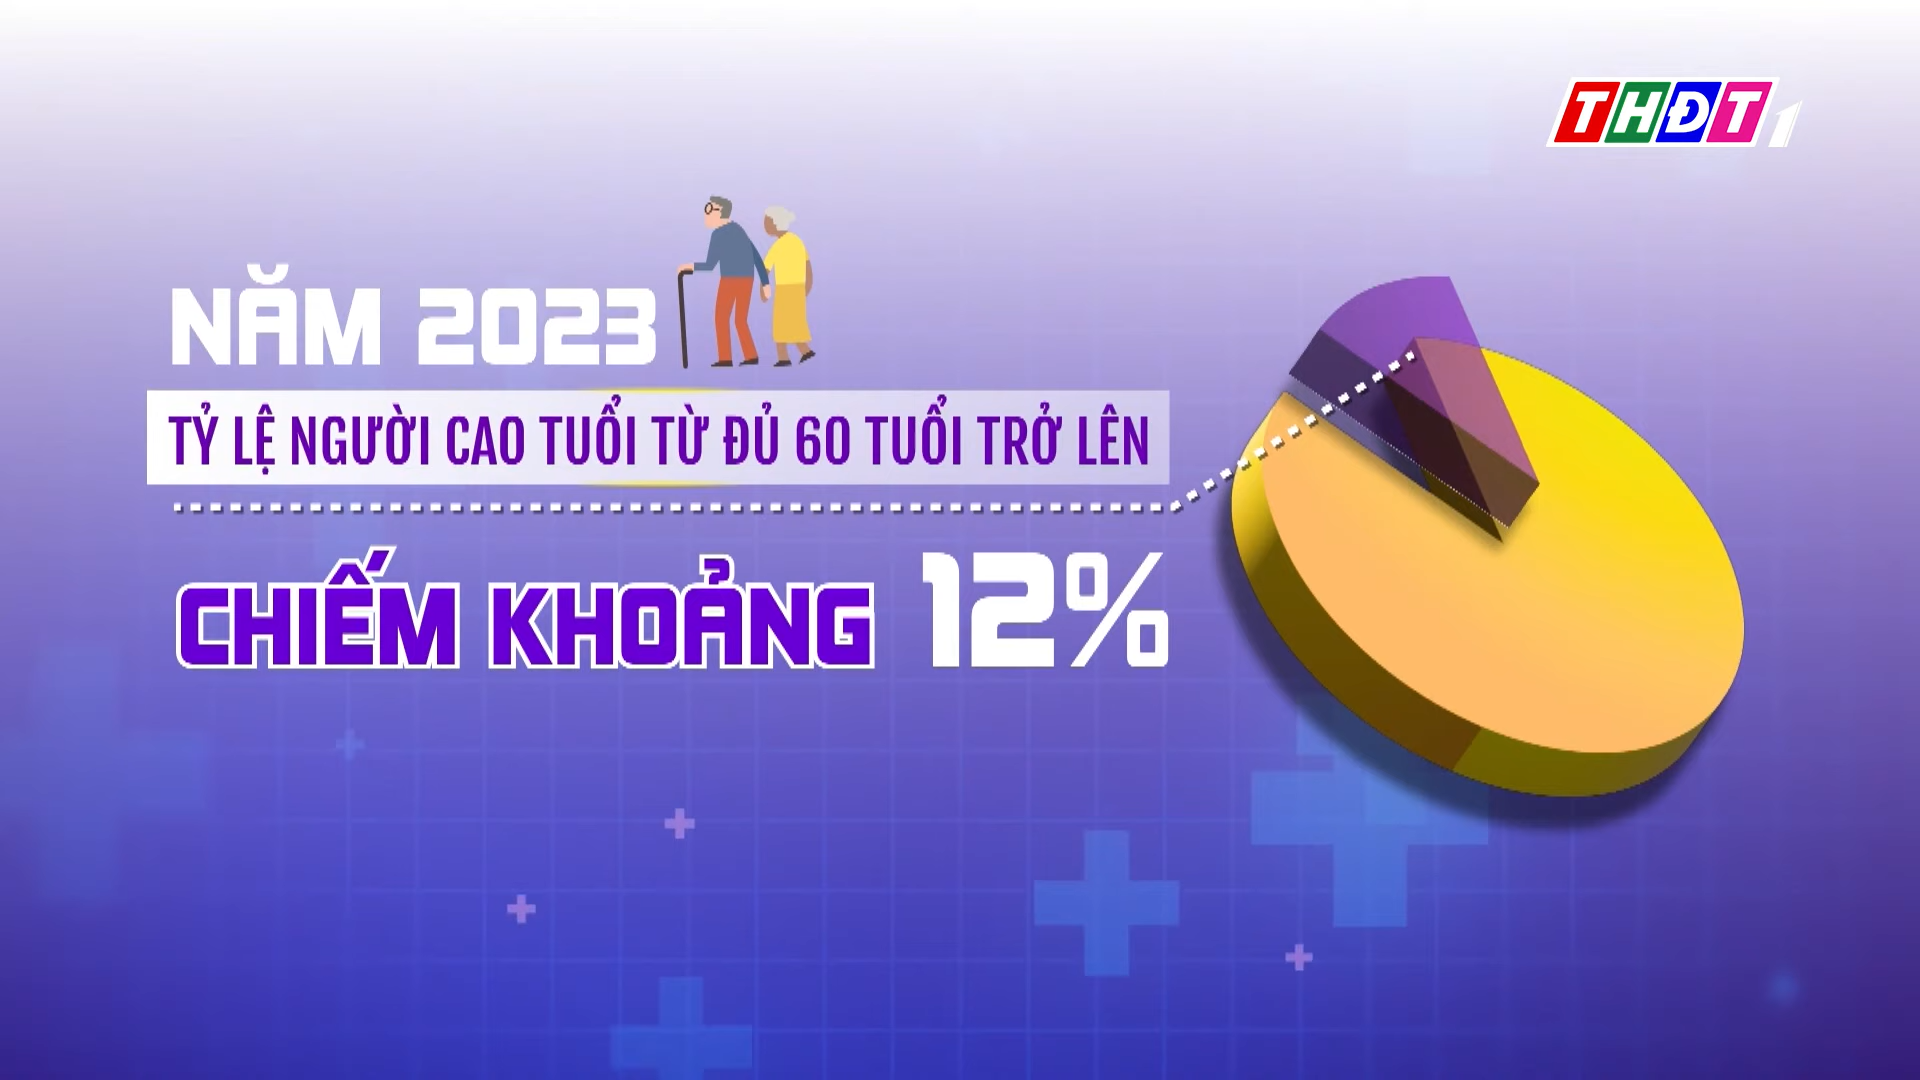 THĐT1
NĂM 2023
TỶ LỆ NGƯỜI CAO TUỔI TỪ ĐỦ 60 TUỔI TRỞ LÊN
CHIẾM KHOẢNG 12%